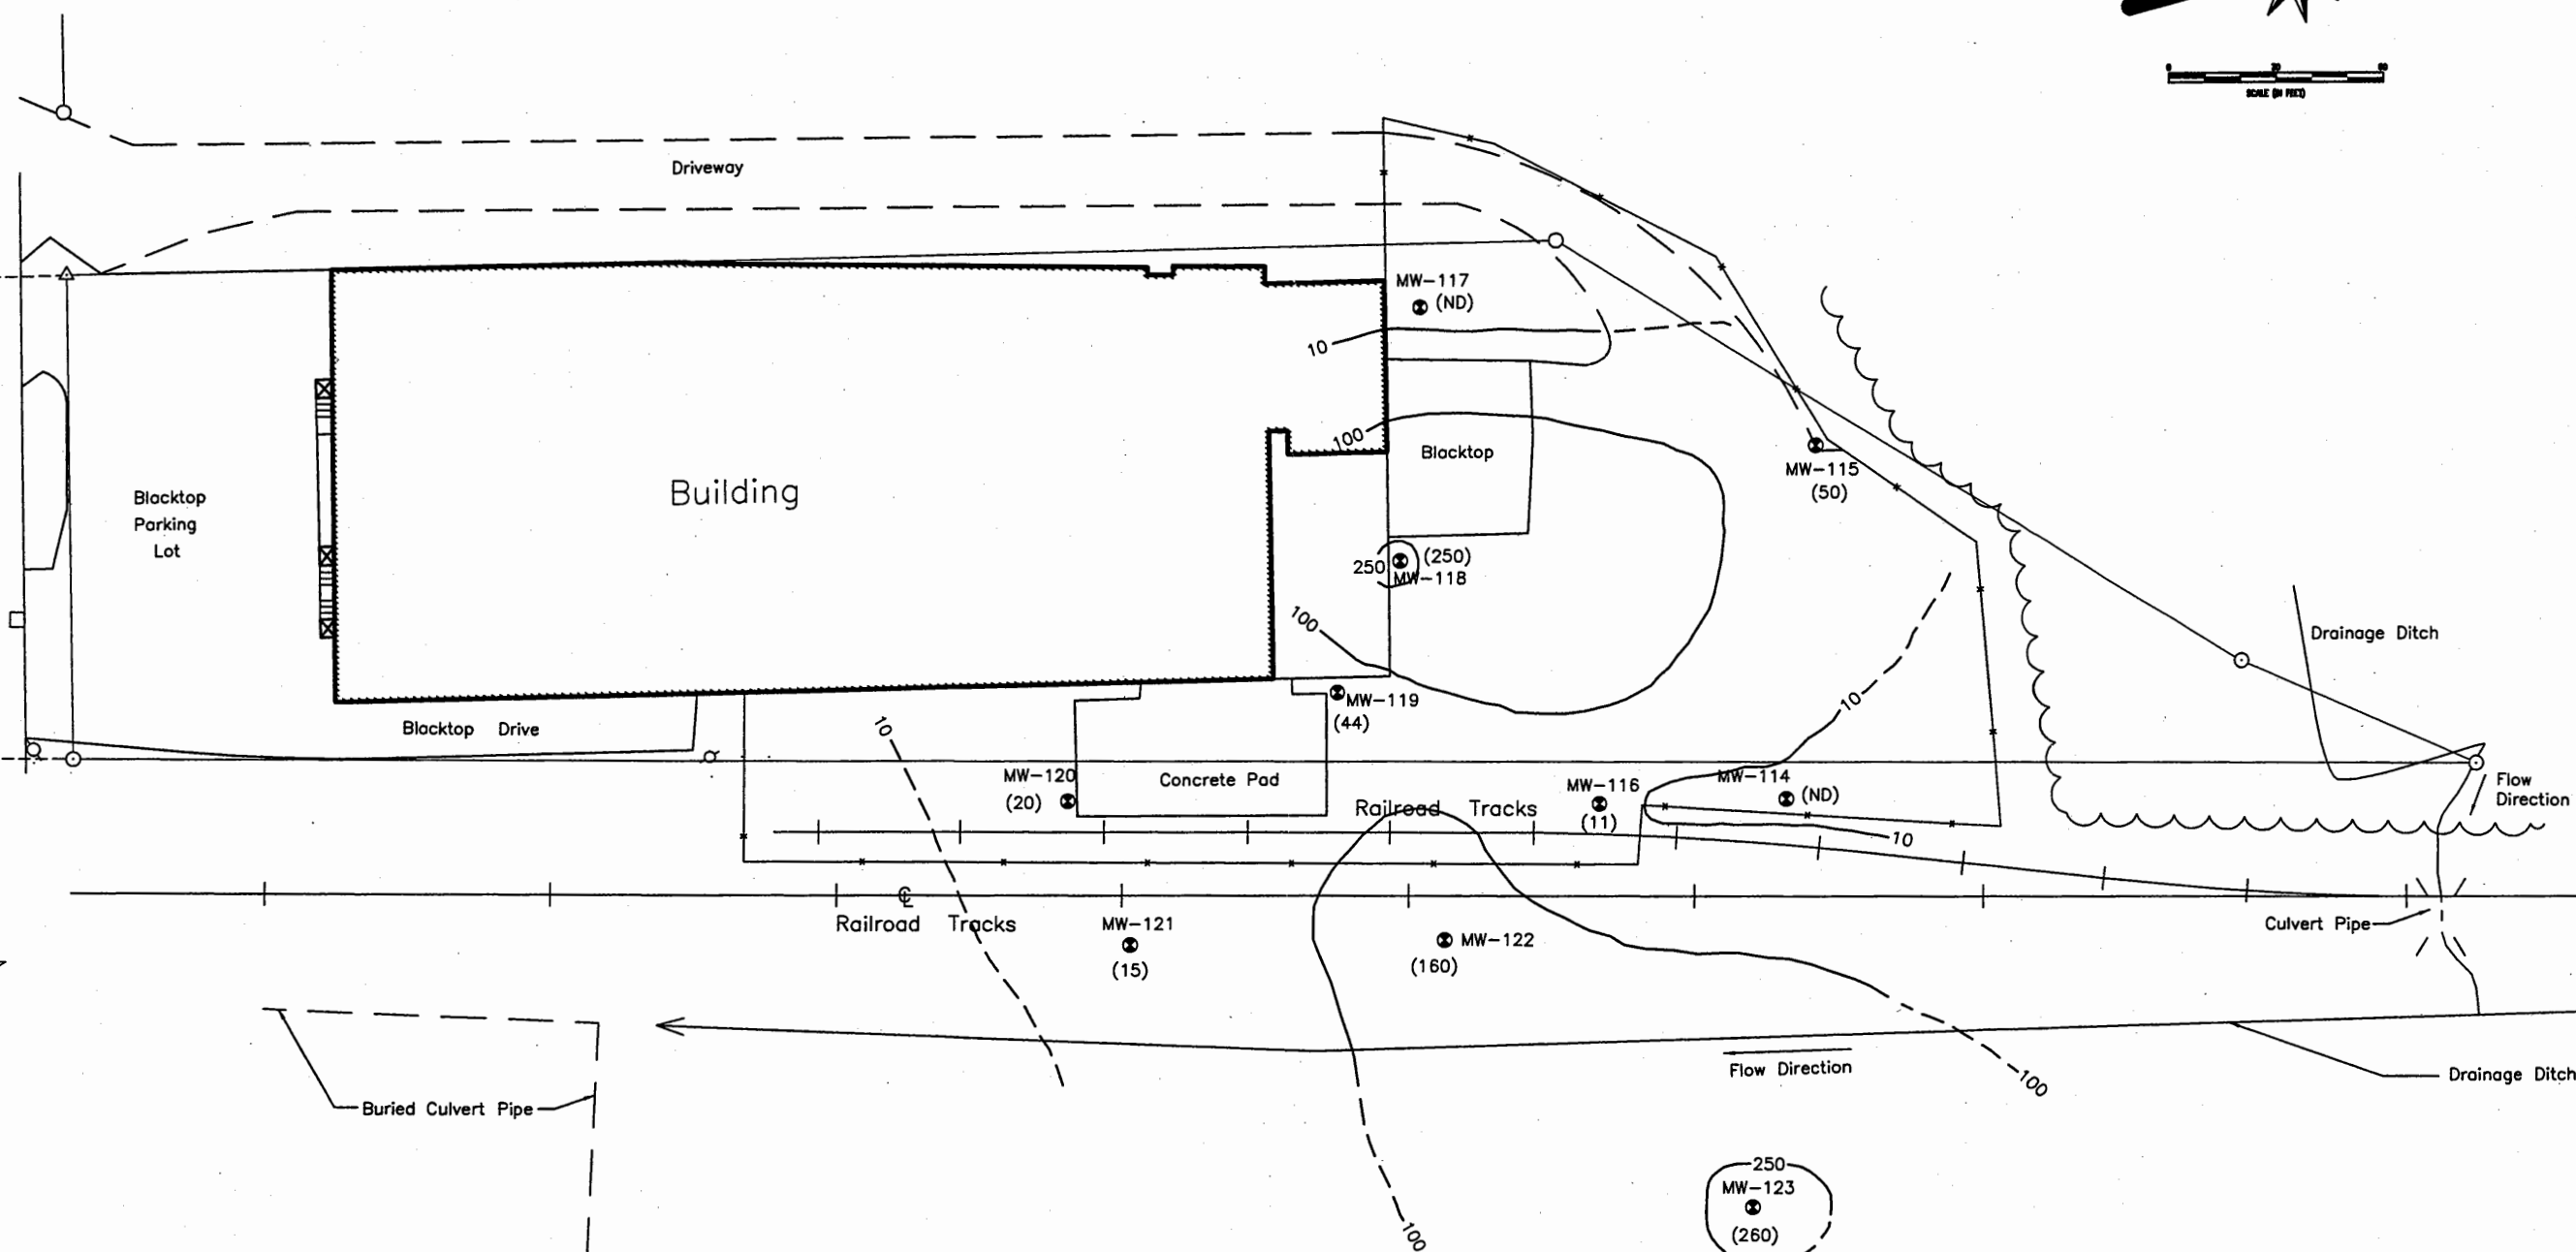 SCALE (IN FEET)
Driveway
MW-117
(ND)
10
100
Blacktop
MW-115
(50)
Building
Blacktop
Parking
Lot
250
(250)
MW-118
100
Drainage Ditch
MW-119
(44)
10
10
Blacktop Drive
MW-120
(20)
Concrete Pad
MW-116
(11)
MW-114
(ND)
Flow
Direction
Railroad Tracks
10
Railroad Tracks
MW-121
(15)
MW-122
(160)
Culvert Pipe
Flow Direction
100
Drainage Ditch
Buried Culvert Pipe
100
250
MW-123
(260)